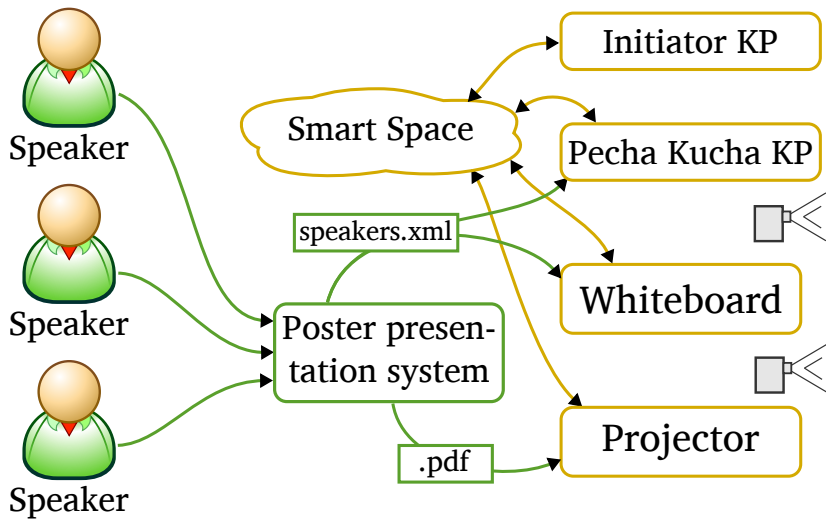 Initiator KP
Smart Space
Speaker
Pecha Kucha KP
speakers.xml
Speaker
Whiteboard
Poster presen-
tation system
Projector
.pdf
Speaker